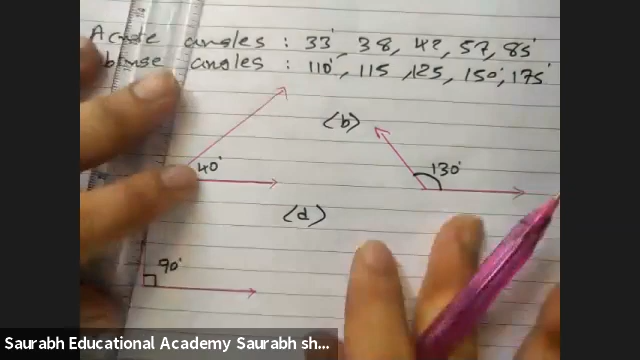 Acute angles : 33°, 38, 42, 57, 85°
angles : 110°, 115, 125, 150°, 175°
(b)
40°
130°
(d)
90°
Saurabh Educational Academy Saurabh sh...